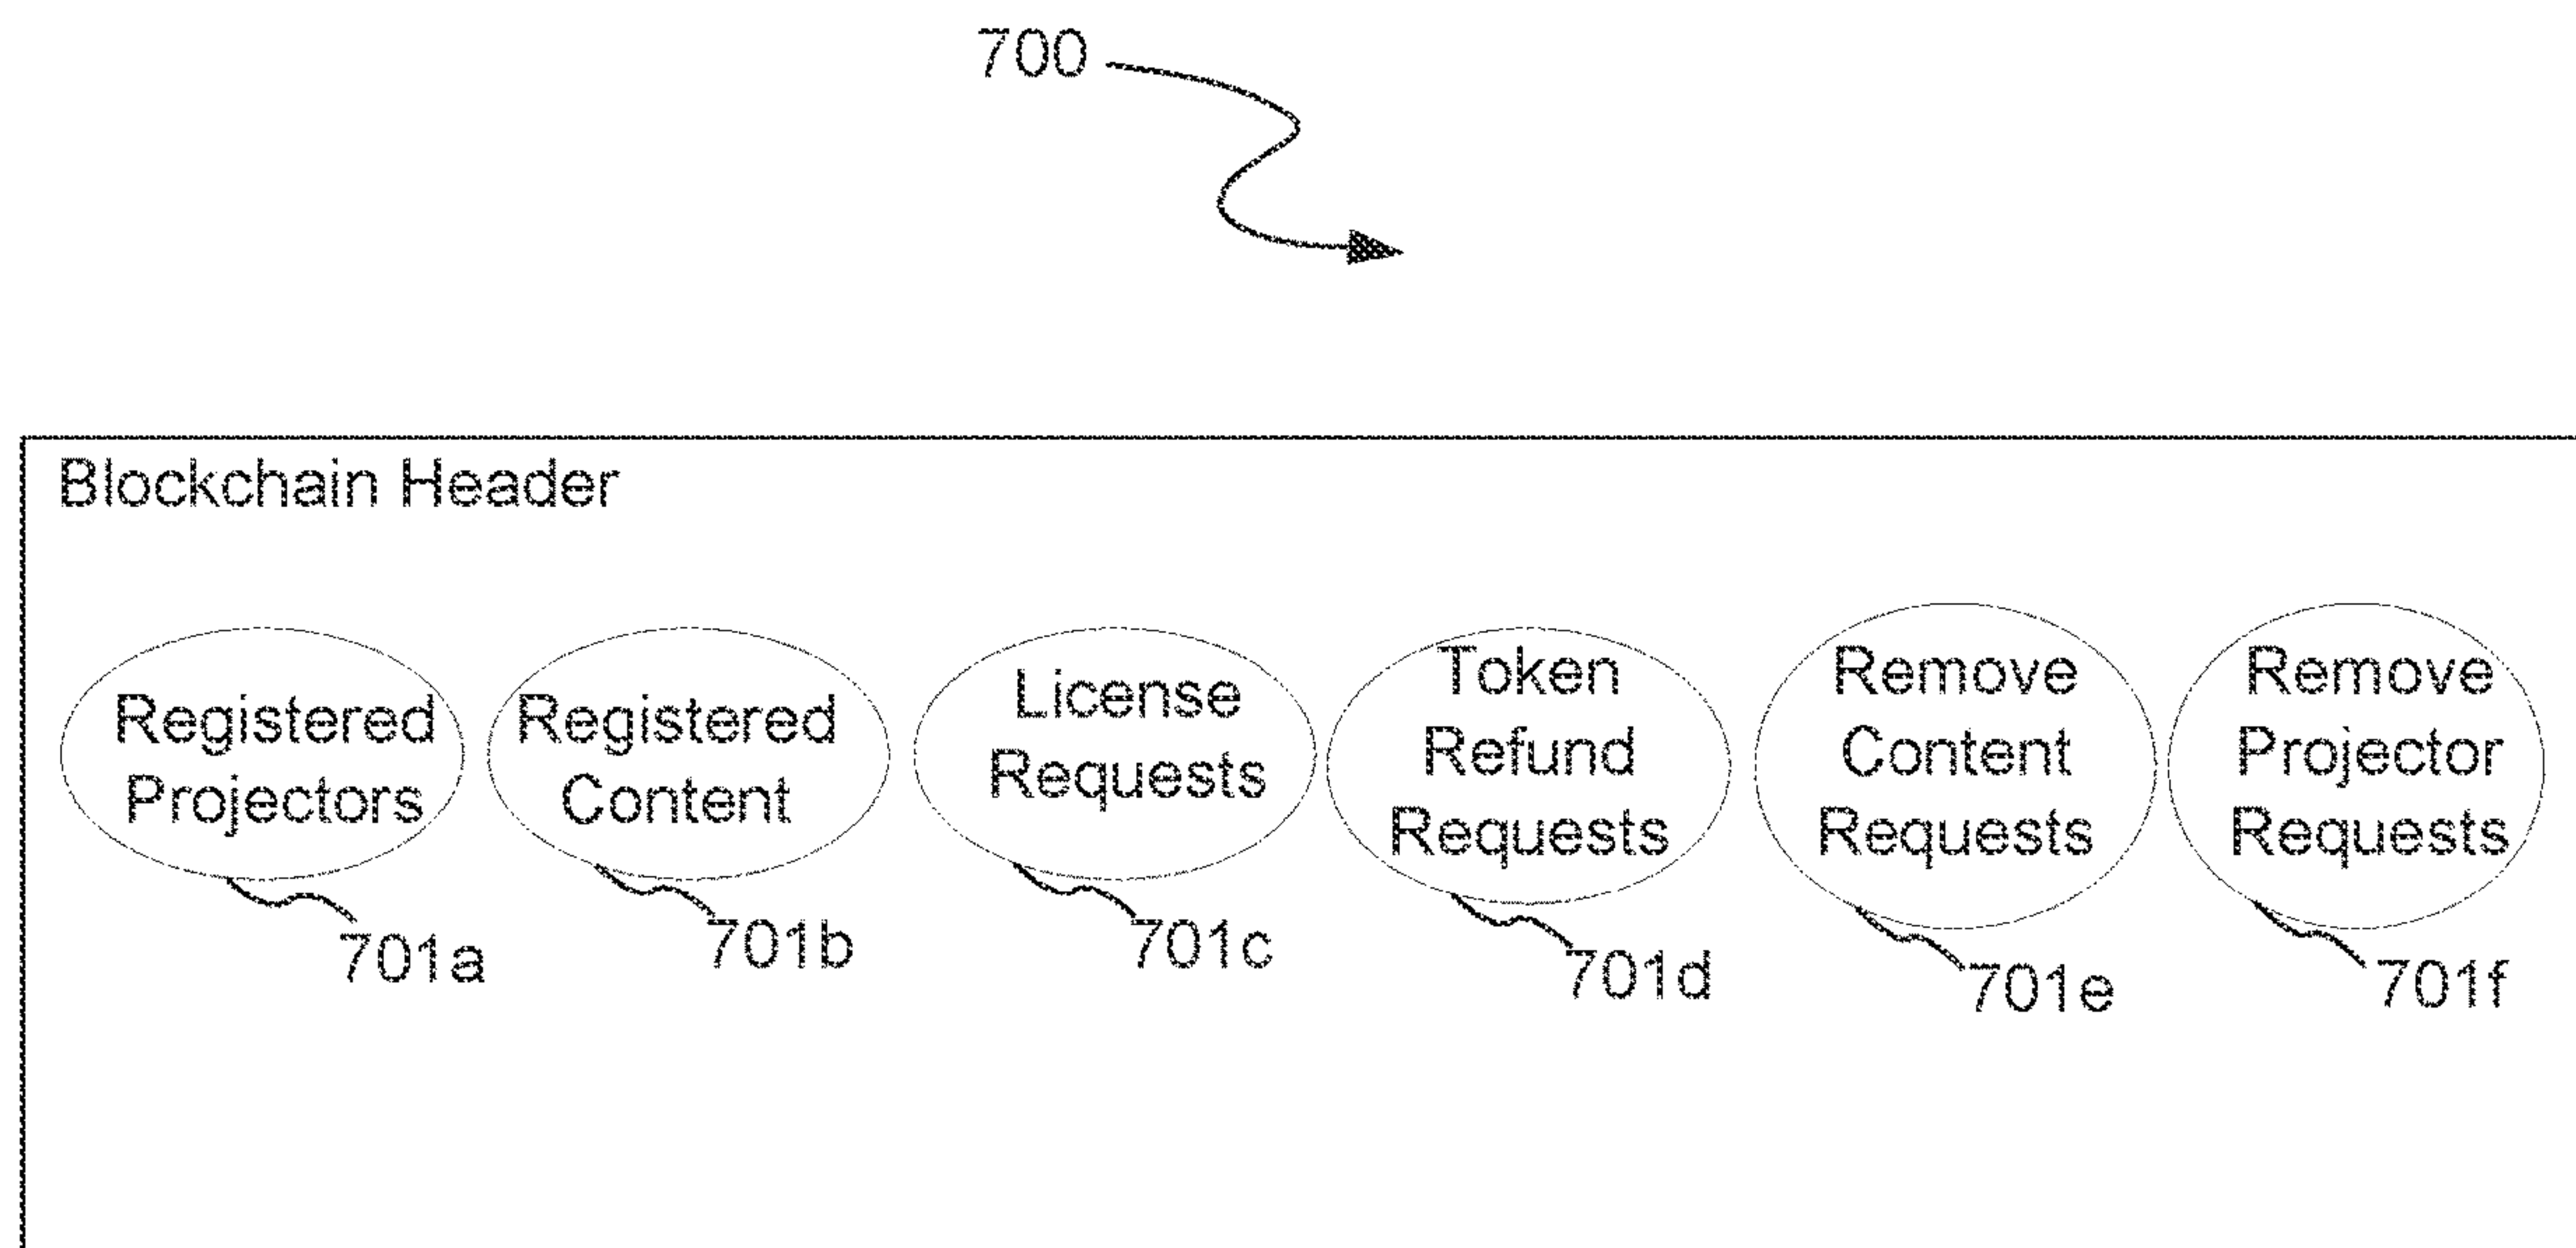 700
Blockchain Header
Registered
Projectors
Registered
Content
License
Requests
Token
Refund
Requests
Remove
Content
Requests
Remove
Projector
Requests
701a
701b
701c
701d
701e
701f